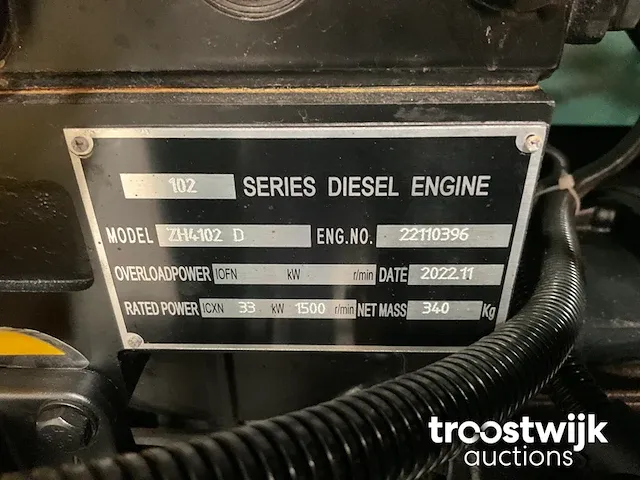 102 SERIES DIESEL ENGINE
MODEL ZH4102 D ENG.NO. 22110396
OVERLOADPOWER IOFN kW r/min DATE 2022.11
RATED POWER ICXN 33 kW 1500 r/min NET MASS 340 Kg
troostwijk
auctions